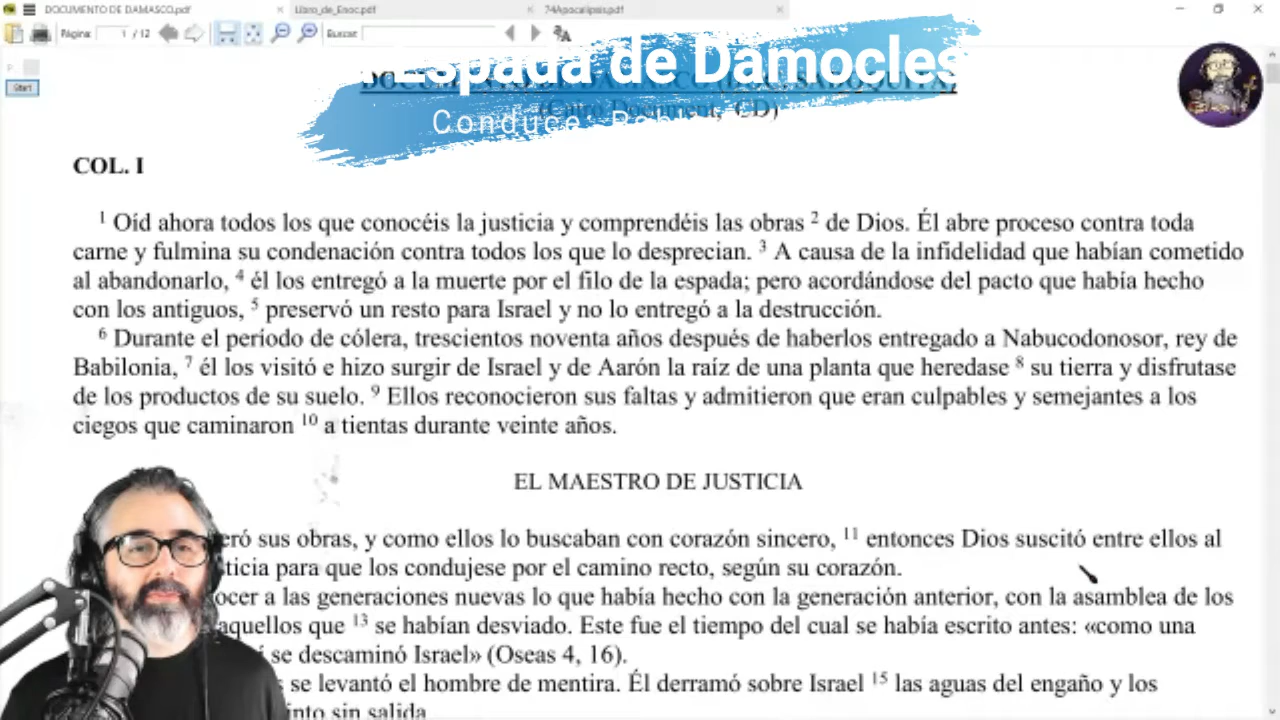 DOCUMENTO DE DAMASCO.pdf
Libro_de_Enoc.pdf
74Apocalipsis.pdf
Página: 1 / 12
Buscar:
Start
Espada de Damocles
Conduce:
COL. I
1 Oíd ahora todos los que conocéis la justicia y comprendéis las obras 2 de Dios. Él abre proceso contra toda
carne y fulmina su condenación contra todos los que lo desprecian. 3 A causa de la infidelidad que habían cometido
al abandonarlo, 4 él los entregó a la muerte por el filo de la espada; pero acordándose del pacto que había hecho
con los antiguos, 5 preservó un resto para Israel y no lo entregó a la destrucción.
6 Durante el período de cólera, trescientos noventa años después de haberlos entregado a Nabucodonosor, rey de
Babilonia, 7 él los visitó e hizo surgir de Israel y de Aarón la raíz de una planta que heredase 8 su tierra y disfrutase
de los productos de su suelo. 9 Ellos reconocieron sus faltas y admitieron que eran culpables y semejantes a los
ciegos que caminaron 10 a tientas durante veinte años.
EL MAESTRO DE JUSTICIA
eró sus obras, y como ellos lo buscaban con corazón sincero, 11 entonces Dios suscitó entre ellos al
ticia para que los condujese por el camino recto, según su corazón.
ocer a las generaciones nuevas lo que había hecho con la generación anterior, con la asamblea de los
aquellos que 13 se habían desviado. Este fue el tiempo del cual se había escrito antes: «como una
se descaminó Israel» (Oseas 4, 16).
se levantó el hombre de mentira. Él derramó sobre Israel 15 las aguas del engaño y los
into sin salida